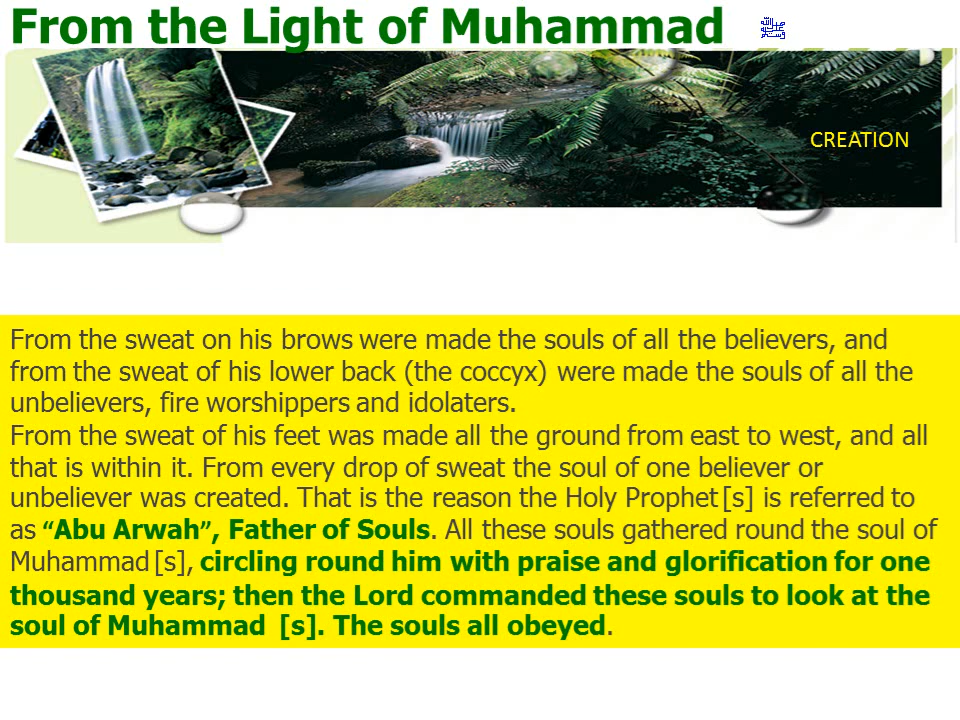 From the Light of Muhammad ﷺ
CREATION
From the sweat on his brows were made the souls of all the believers, and
from the sweat of his lower back (the coccyx) were made the souls of all the
unbelievers, fire worshippers and idolaters.
From the sweat of his feet was made all the ground from east to west, and all
that is within it. From every drop of sweat the soul of one believer or
unbeliever was created. That is the reason the Holy Prophet [s] is referred to
as “Abu Arwah”, Father of Souls. All these souls gathered round the soul of
Muhammad [s], circling round him with praise and glorification for one
thousand years; then the Lord commanded these souls to look at the
soul of Muhammad [s]. The souls all obeyed.